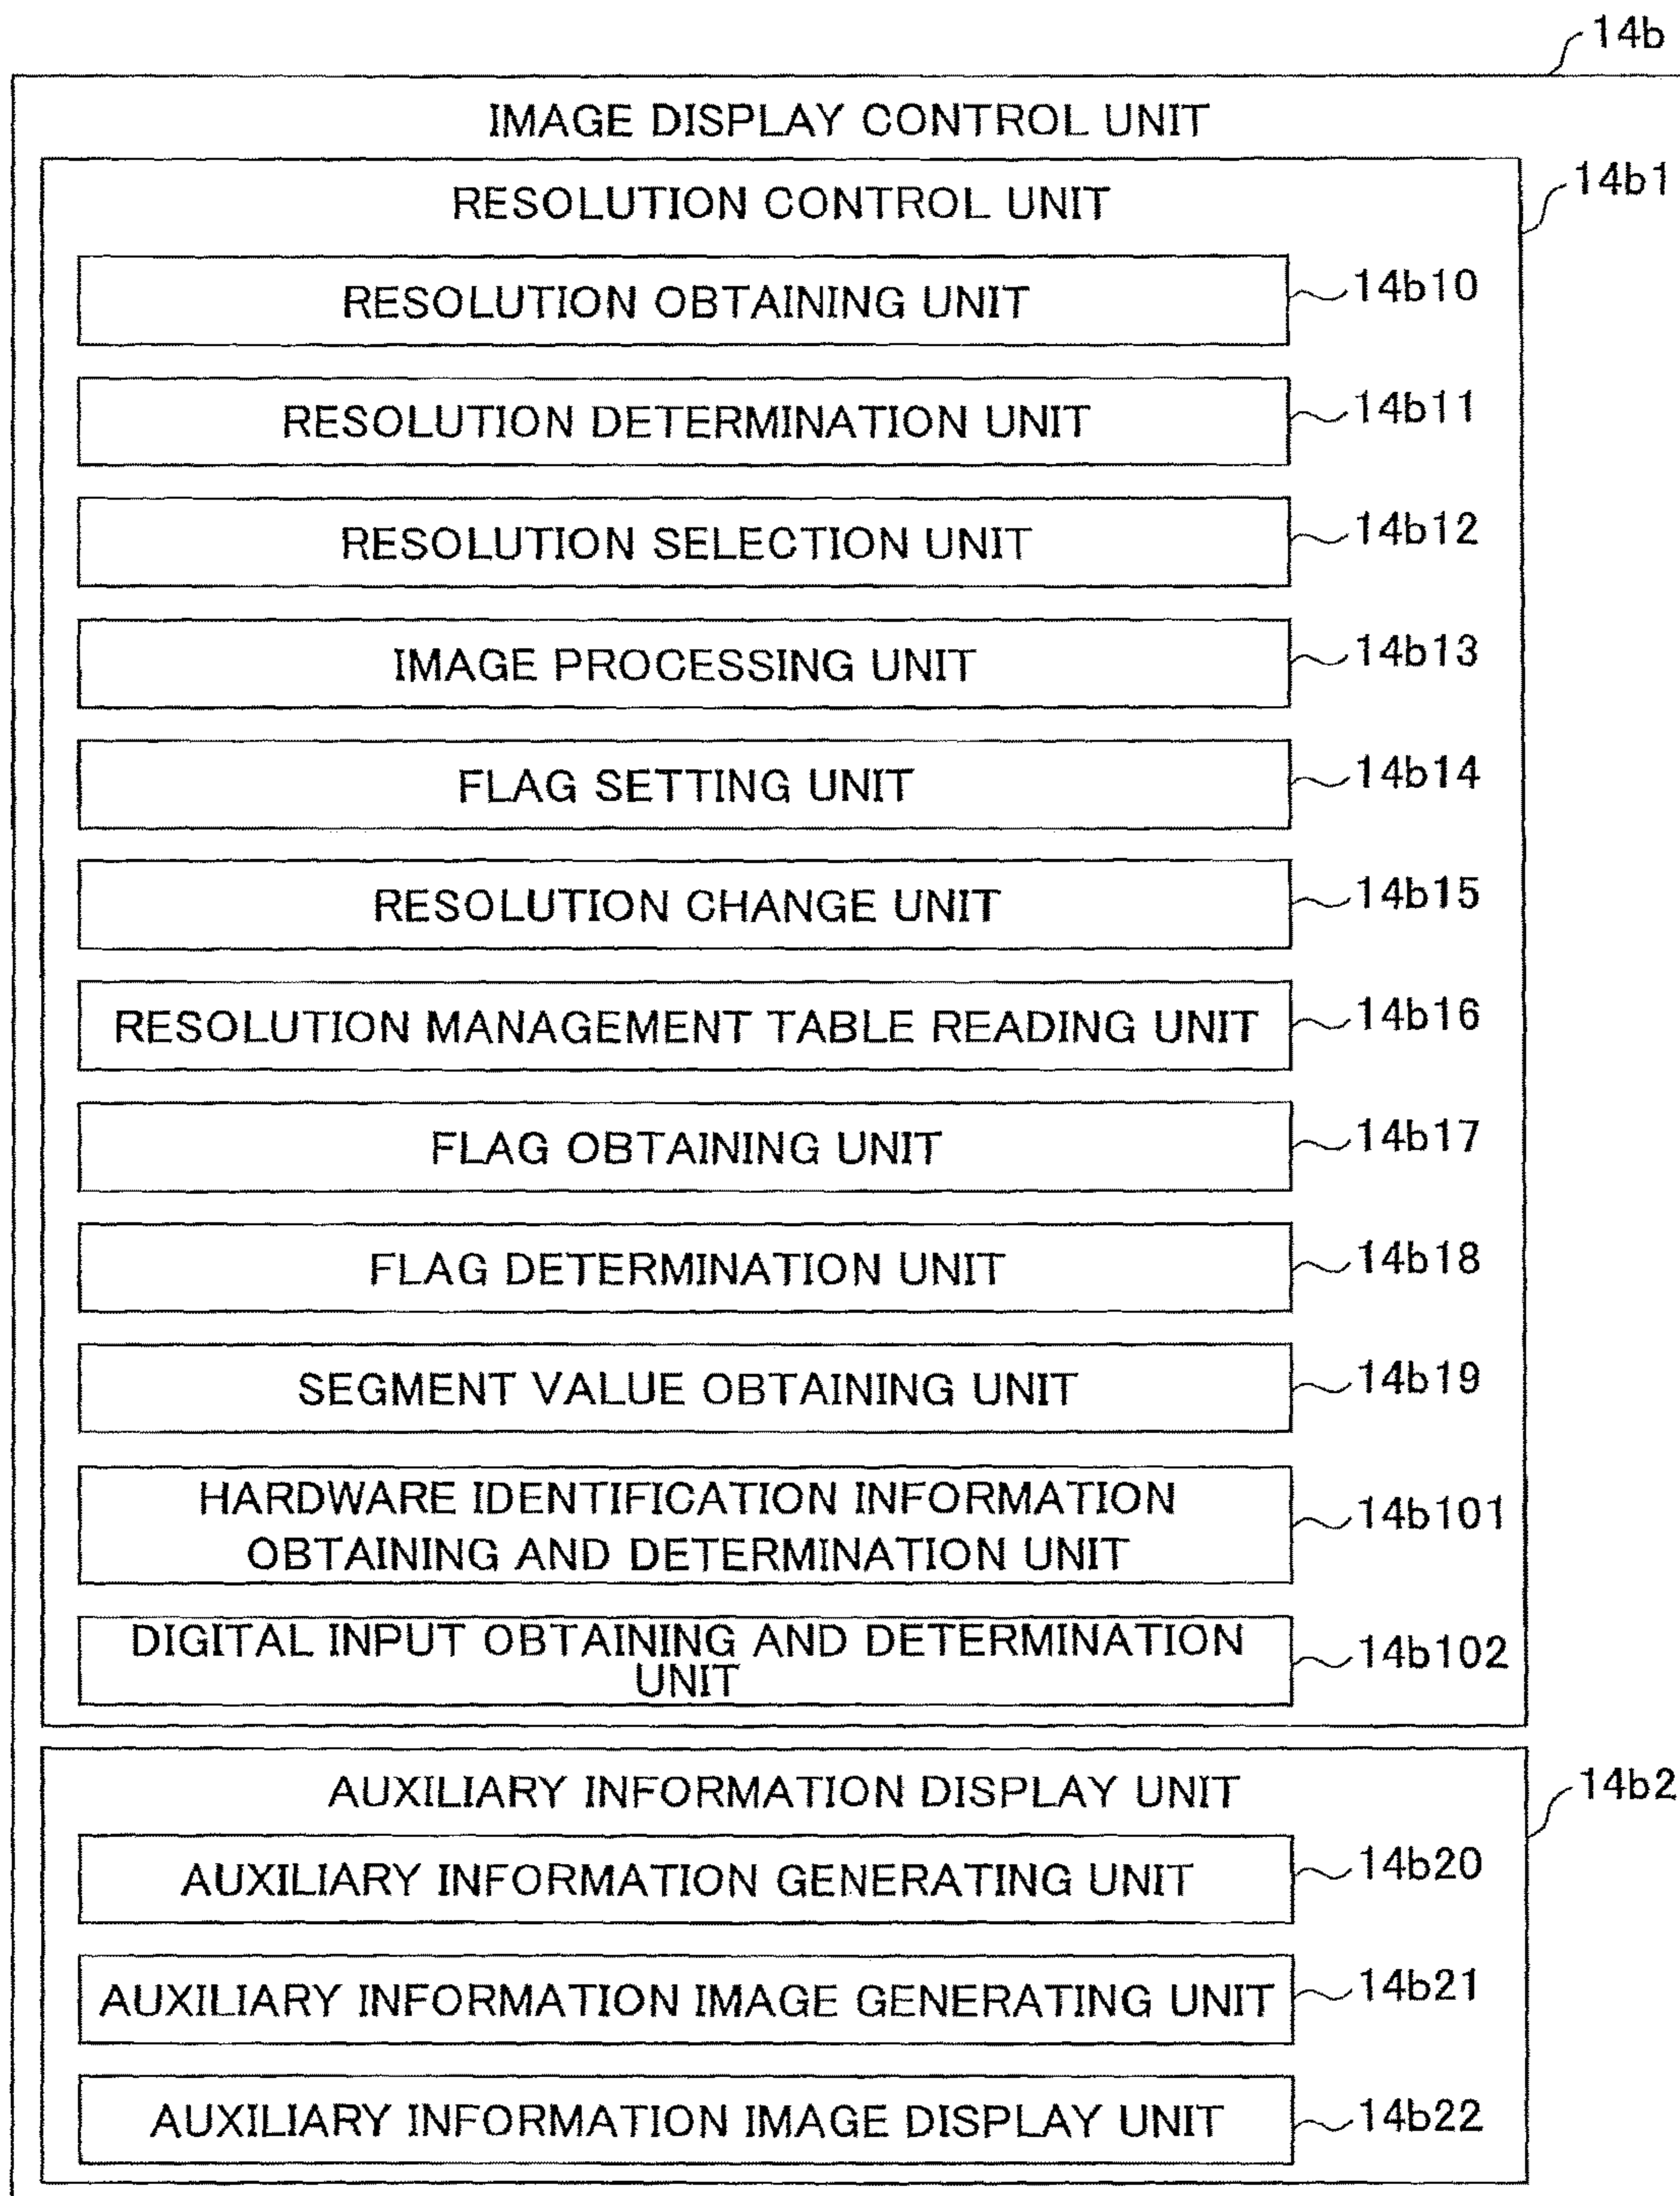 14b
IMAGE DISPLAY CONTROL UNIT
14b1
RESOLUTION CONTROL UNIT
RESOLUTION OBTAINING UNIT
14b10
RESOLUTION DETERMINATION UNIT
14b11
RESOLUTION SELECTION UNIT
14b12
IMAGE PROCESSING UNIT
14b13
FLAG SETTING UNIT
14b14
RESOLUTION CHANGE UNIT
14b15
RESOLUTION MANAGEMENT TABLE READING UNIT
14b16
FLAG OBTAINING UNIT
14b17
FLAG DETERMINATION UNIT
14b18
SEGMENT VALUE OBTAINING UNIT
14b19
HARDWARE IDENTIFICATION INFORMATION
OBTAINING AND DETERMINATION UNIT
14b101
DIGITAL INPUT OBTAINING AND DETERMINATION
UNIT
14b102
AUXILIARY INFORMATION DISPLAY UNIT
14b2
AUXILIARY INFORMATION GENERATING UNIT
14b20
AUXILIARY INFORMATION IMAGE GENERATING UNIT
14b21
AUXILIARY INFORMATION IMAGE DISPLAY UNIT
14b22